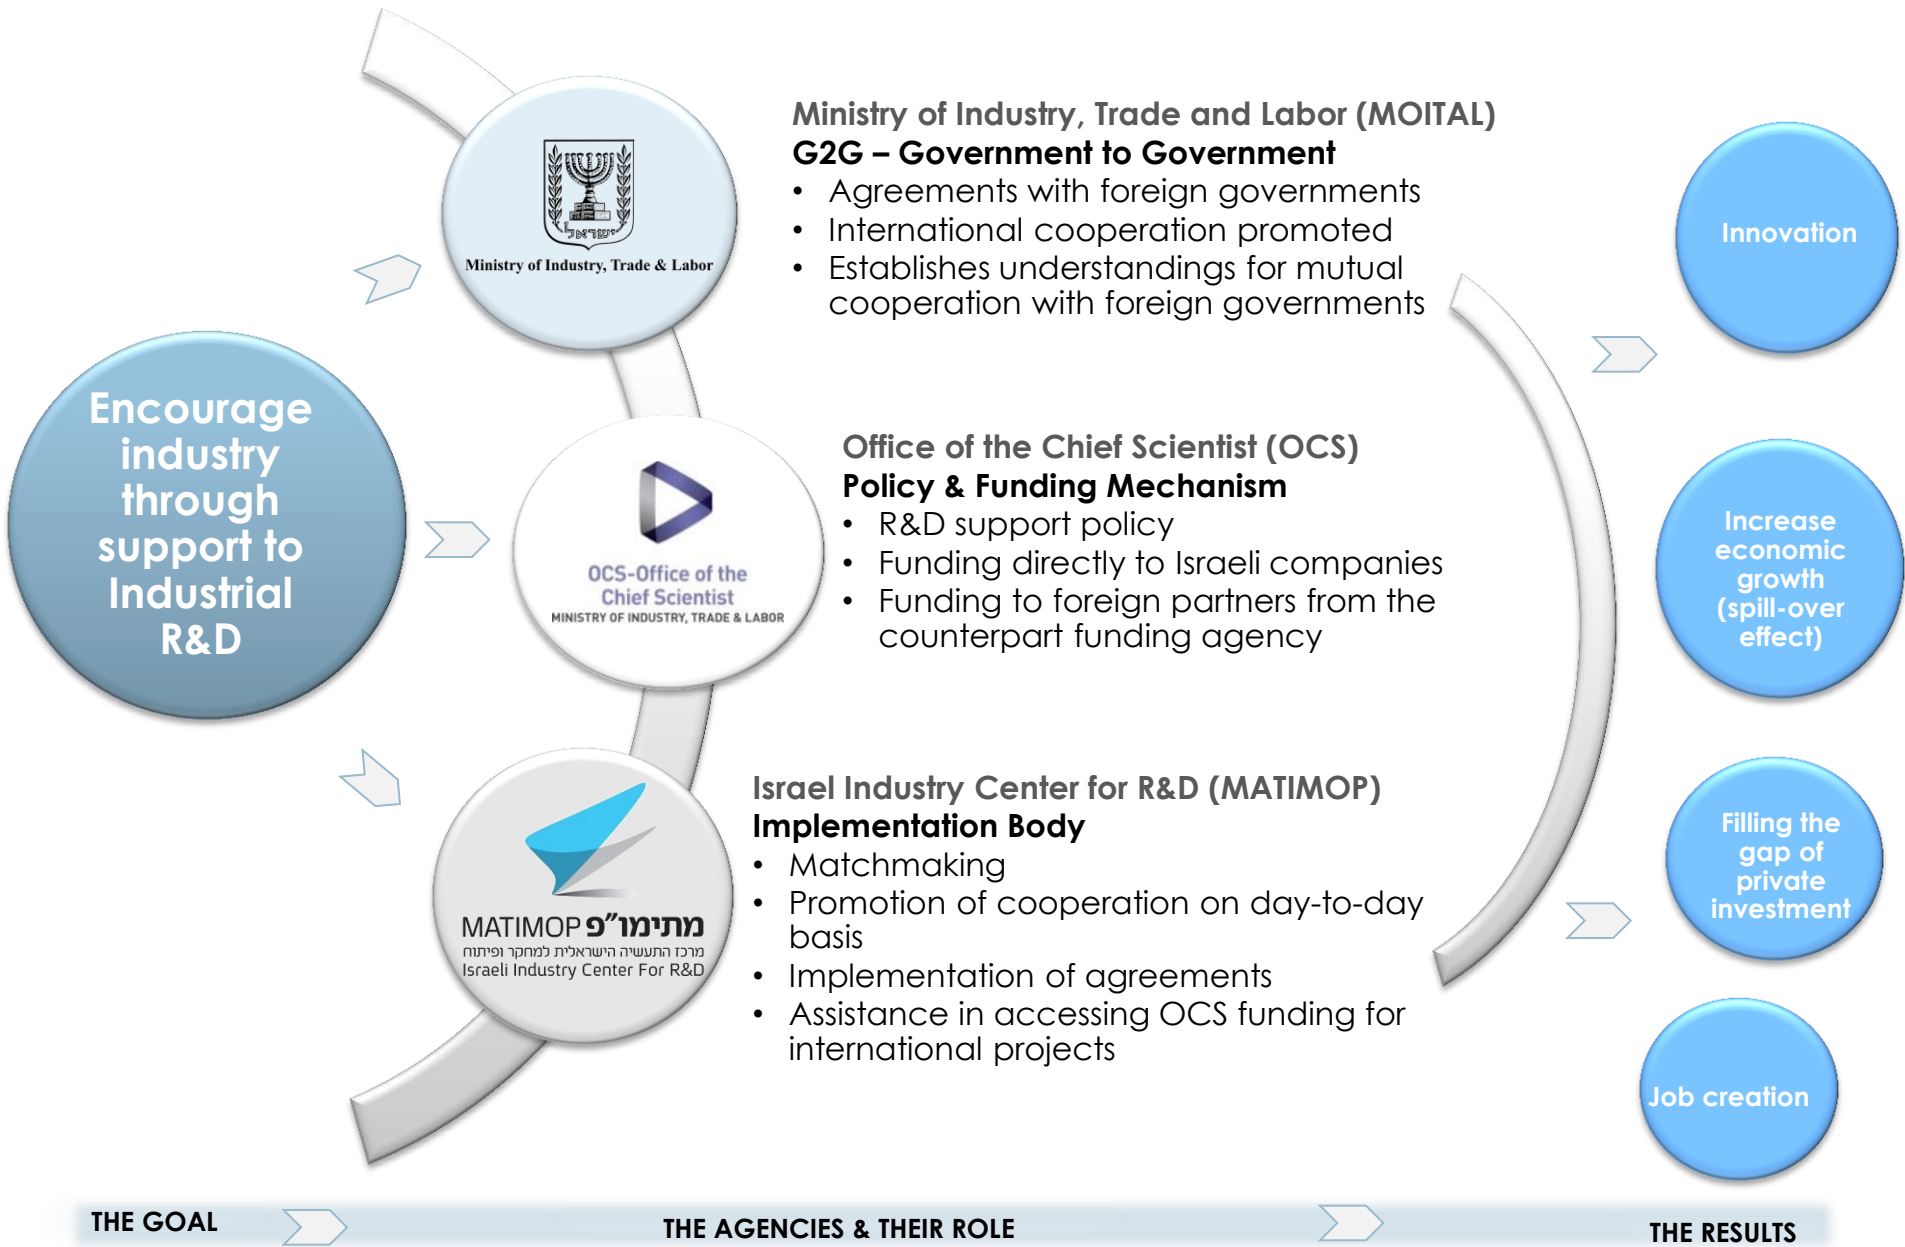 Encourage
industry
through
support to
Industrial
R&D
ישראל
Ministry of Industry, Trade & Labor
Ministry of Industry, Trade and Labor (MOITAL)
G2G – Government to Government
• Agreements with foreign governments
• International cooperation promoted
• Establishes understandings for mutual
cooperation with foreign governments
OCS-Office of the
Chief Scientist
MINISTRY OF INDUSTRY, TRADE & LABOR
Office of the Chief Scientist (OCS)
Policy & Funding Mechanism
• R&D support policy
• Funding directly to Israeli companies
• Funding to foreign partners from the
counterpart funding agency
MATIMOP מתימו״פ
מרכז התעשיה הישראלית למחקר ופיתוח
Israeli Industry Center For R&D
Israel Industry Center for R&D (MATIMOP)
Implementation Body
• Matchmaking
• Promotion of cooperation on day-to-day
basis
• Implementation of agreements
• Assistance in accessing OCS funding for
international projects
Innovation
Increase
economic
growth
(spill-over
effect)
Filling the
gap of
private
investment
Job creation
THE GOAL
THE AGENCIES & THEIR ROLE
THE RESULTS